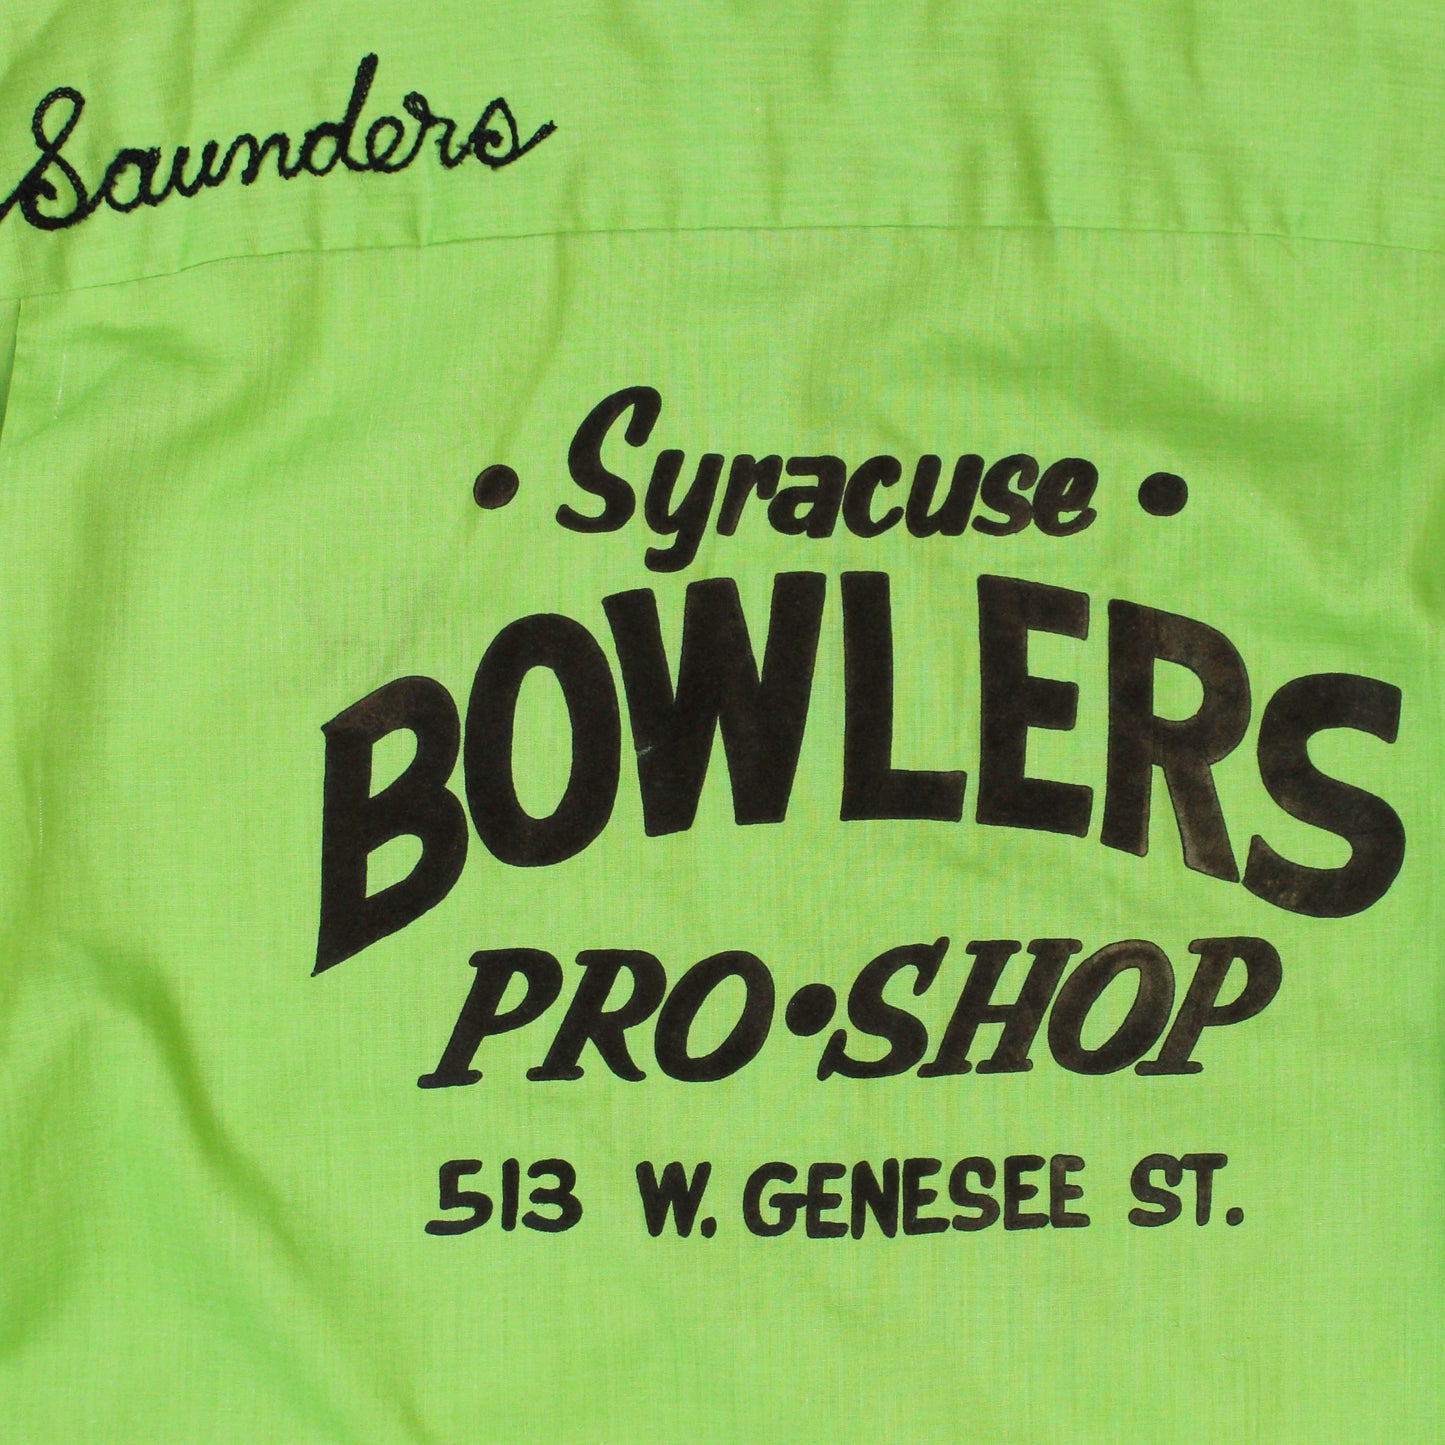 Saunders
• Syracuse •
BOWLERS
PRO•SHOP
513 W. GENESEE ST.